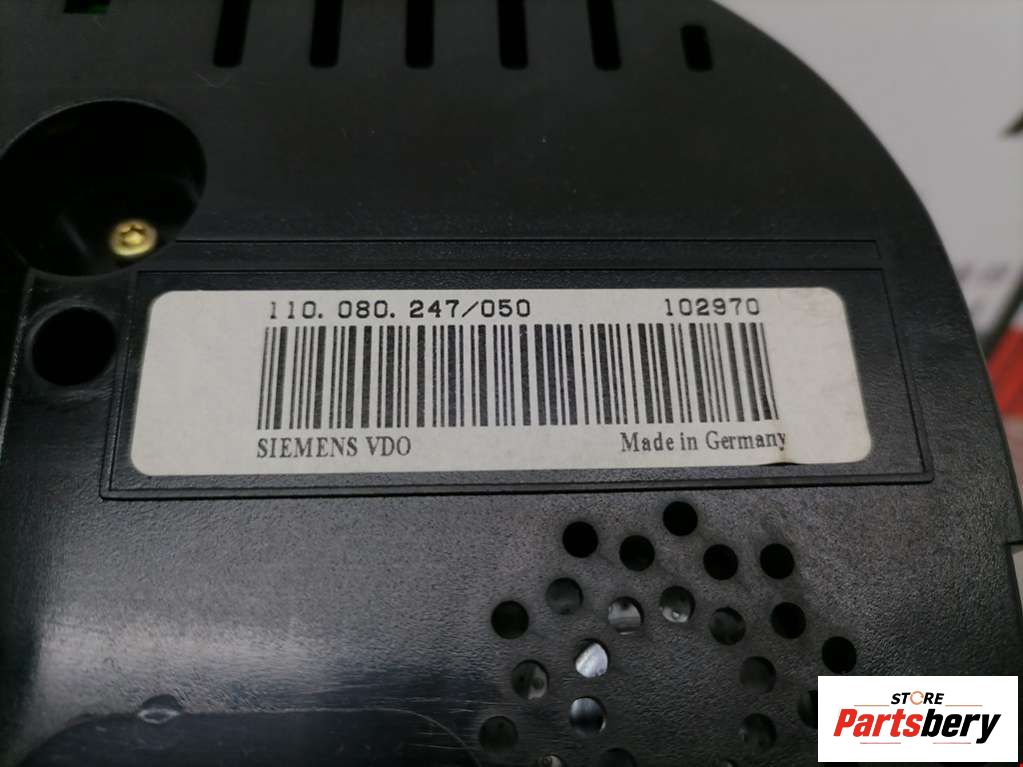 110. 080. 247/050 102970
SIEMENS VDO Made in Germany
STORE
Partsbery